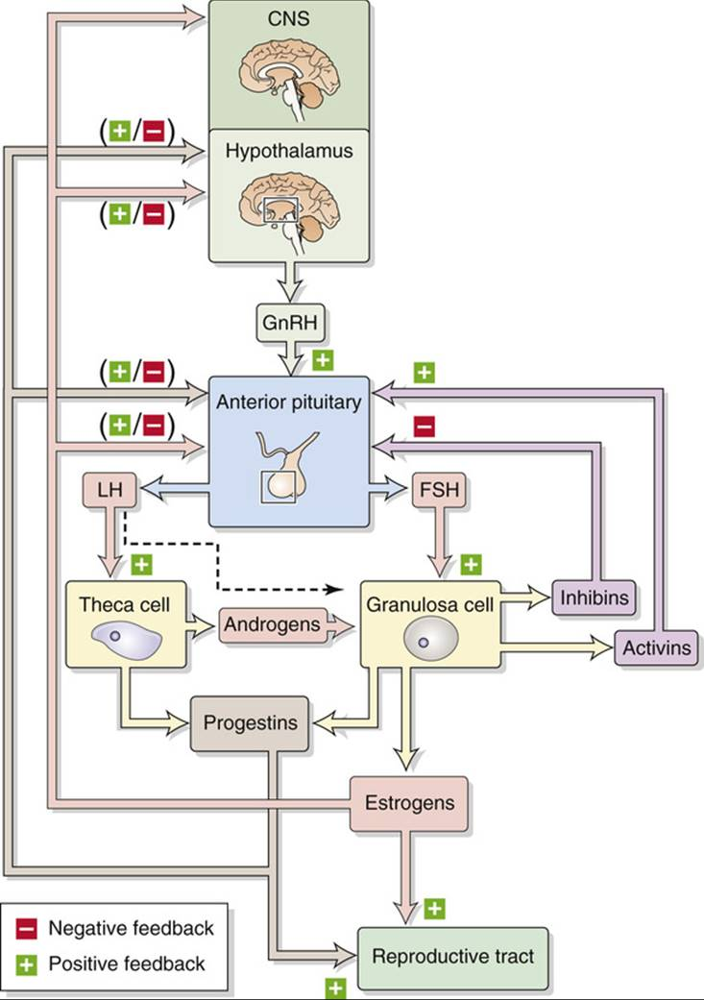 CNS
(+/−)
Hypothalamus
(+/−)
GnRH
+
(+/−)
+
Anterior pituitary
(+/−)
−
LH
FSH
+
+
Theca cell
Granulosa cell
Inhibins
Androgens
Activins
Progestins
Estrogens
+
− Negative feedback
+ Positive feedback
Reproductive tract
+